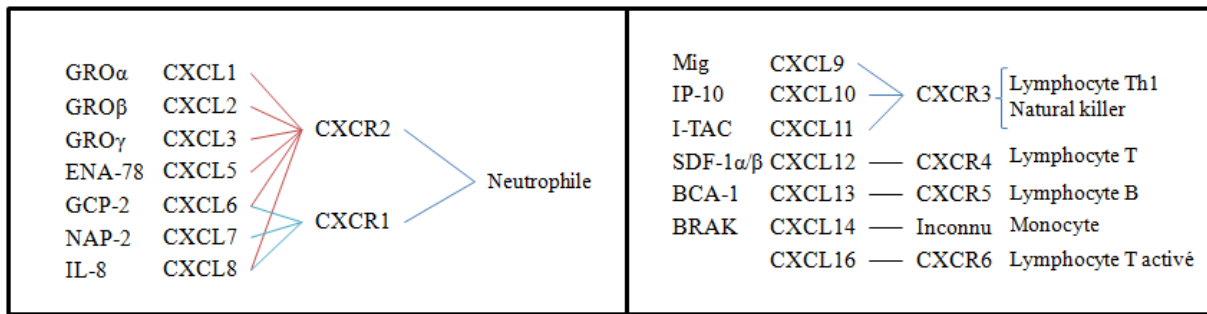 GROα CXCL1
GROβ CXCL2
GROγ CXCL3
ENA-78 CXCL5
GCP-2 CXCL6
NAP-2 CXCL7
IL-8 CXCL8
CXCR2
CXCR1
Neutrophile
Mig CXCL9
IP-10 CXCL10 CXCR3 Lymphocyte Th1
Natural killer
I-TAC CXCL11
SDF-1α/β CXCL12 CXCR4 Lymphocyte T
BCA-1 CXCL13 CXCR5 Lymphocyte B
BRAK CXCL14 Inconnu Monocyte
CXCL16 CXCR6 Lymphocyte T activé